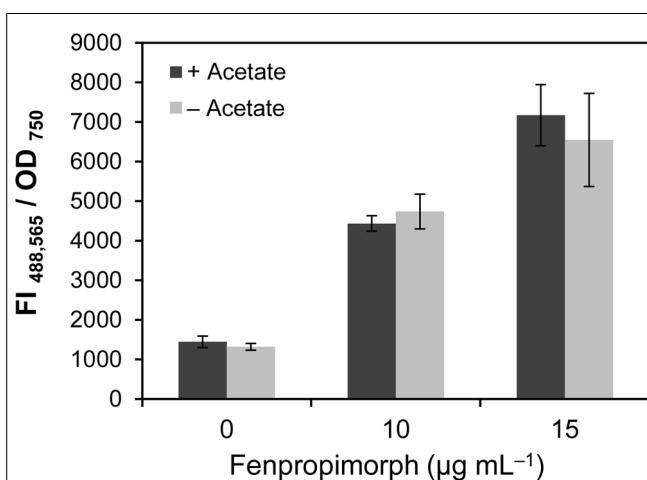 9000
8000
7000
6000
5000
4000
3000
2000
1000
0
FI 488,565 / OD 750
+ Acetate
– Acetate
0 10 15
Fenpropimorph (µg mL⁻¹)